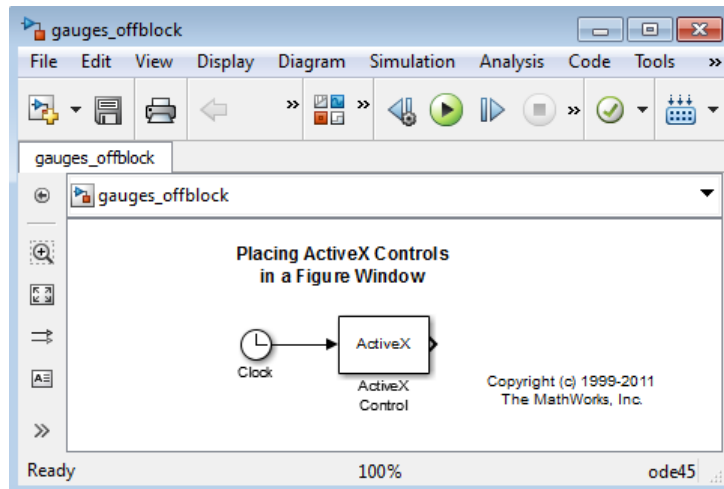 gauges_offblock
File Edit View Display Diagram Simulation Analysis Code Tools »
» » »
gauges_offblock
gauges_offblock
Placing ActiveX Controls
in a Figure Window
ActiveX
Clock
ActiveX
Control
Copyright (c) 1999-2011
The MathWorks, Inc.
A
»
Ready 100% ode45